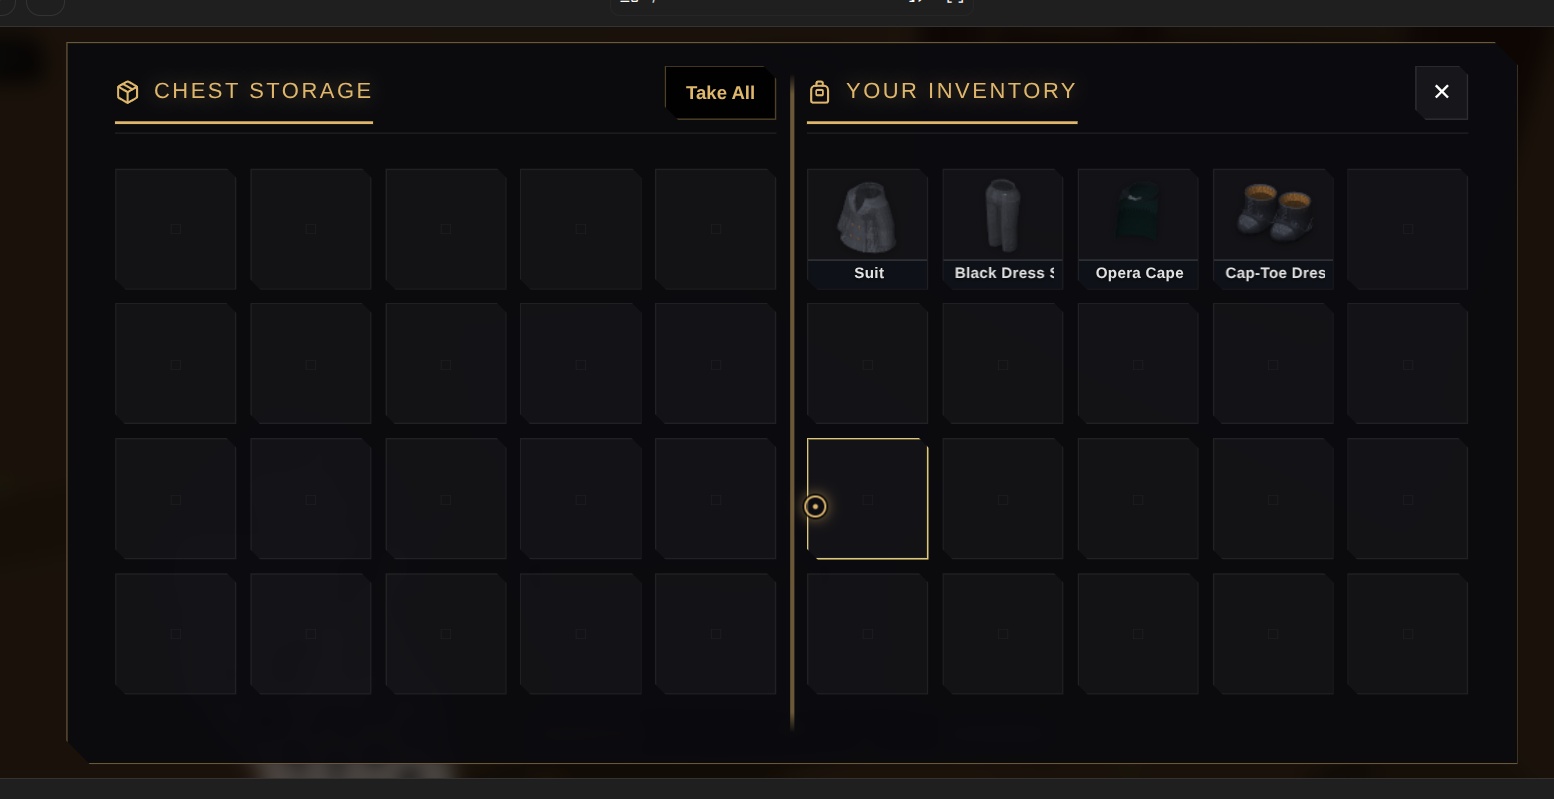 CHEST STORAGE
Take All
YOUR INVENTORY
Suit
Black Dress S
Opera Cape
Cap-Toe Dres